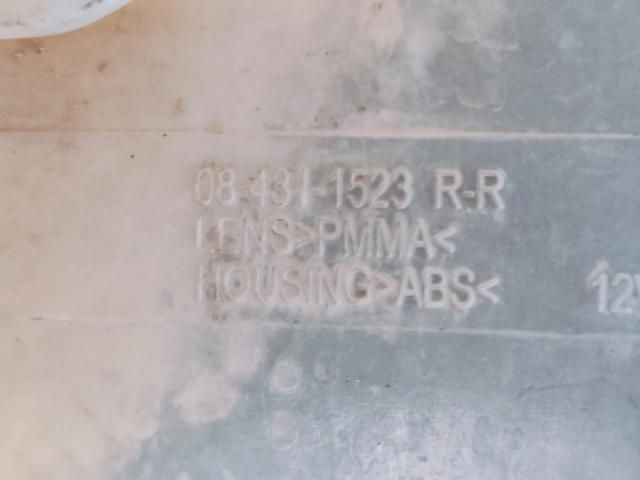 08-431-1523 R-R
LENS>PMMA<
HOUSING>ABS< 12V